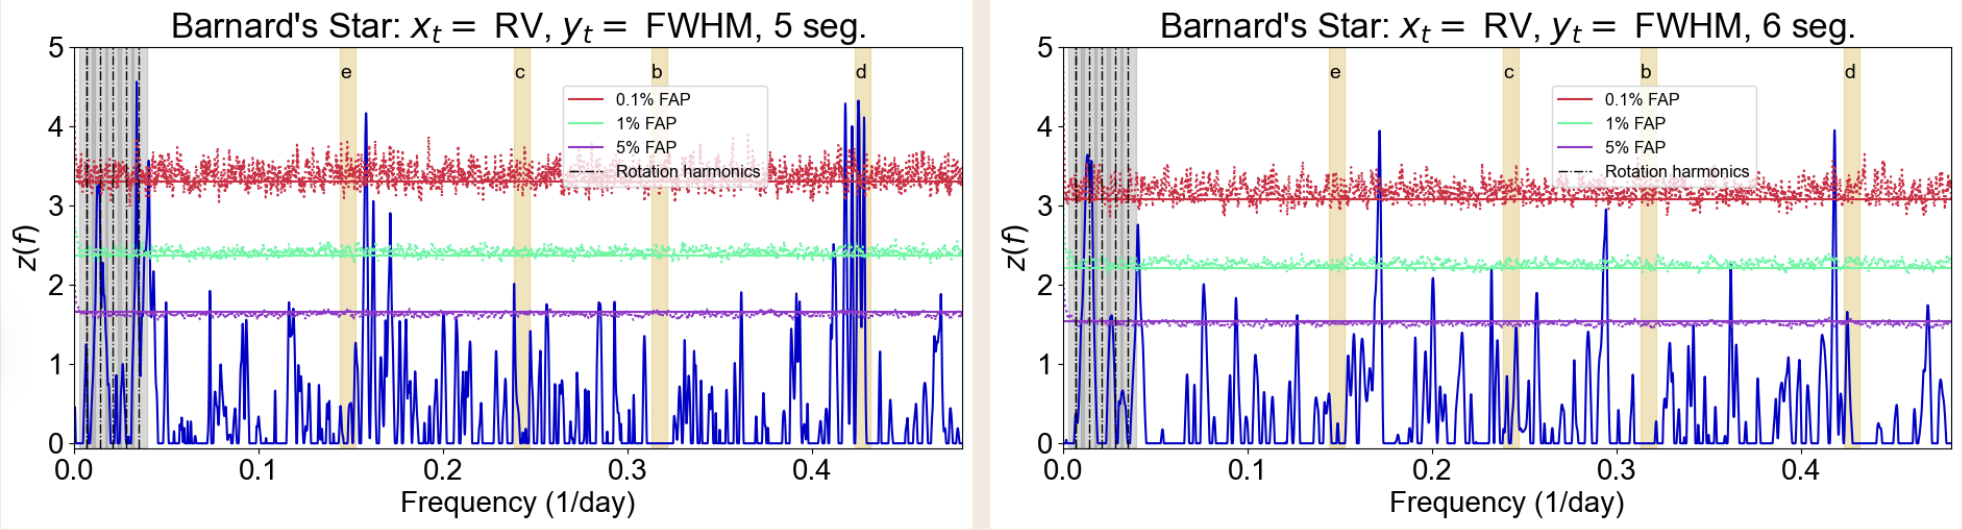 Barnard's Star: xₜ = RV, yₜ = FWHM, 5 seg.
5
4
3
2
1
0
z(f)
e
c
b
d
0.1% FAP
1% FAP
5% FAP
Rotation harmonics
0.0
0.1
0.2
0.3
0.4
Frequency (1/day)
Barnard's Star: xₜ = RV, yₜ = FWHM, 6 seg.
5
4
3
2
1
0
z(f)
e
c
b
d
0.1% FAP
1% FAP
5% FAP
Rotation harmonics
0.0
0.1
0.2
0.3
0.4
Frequency (1/day)